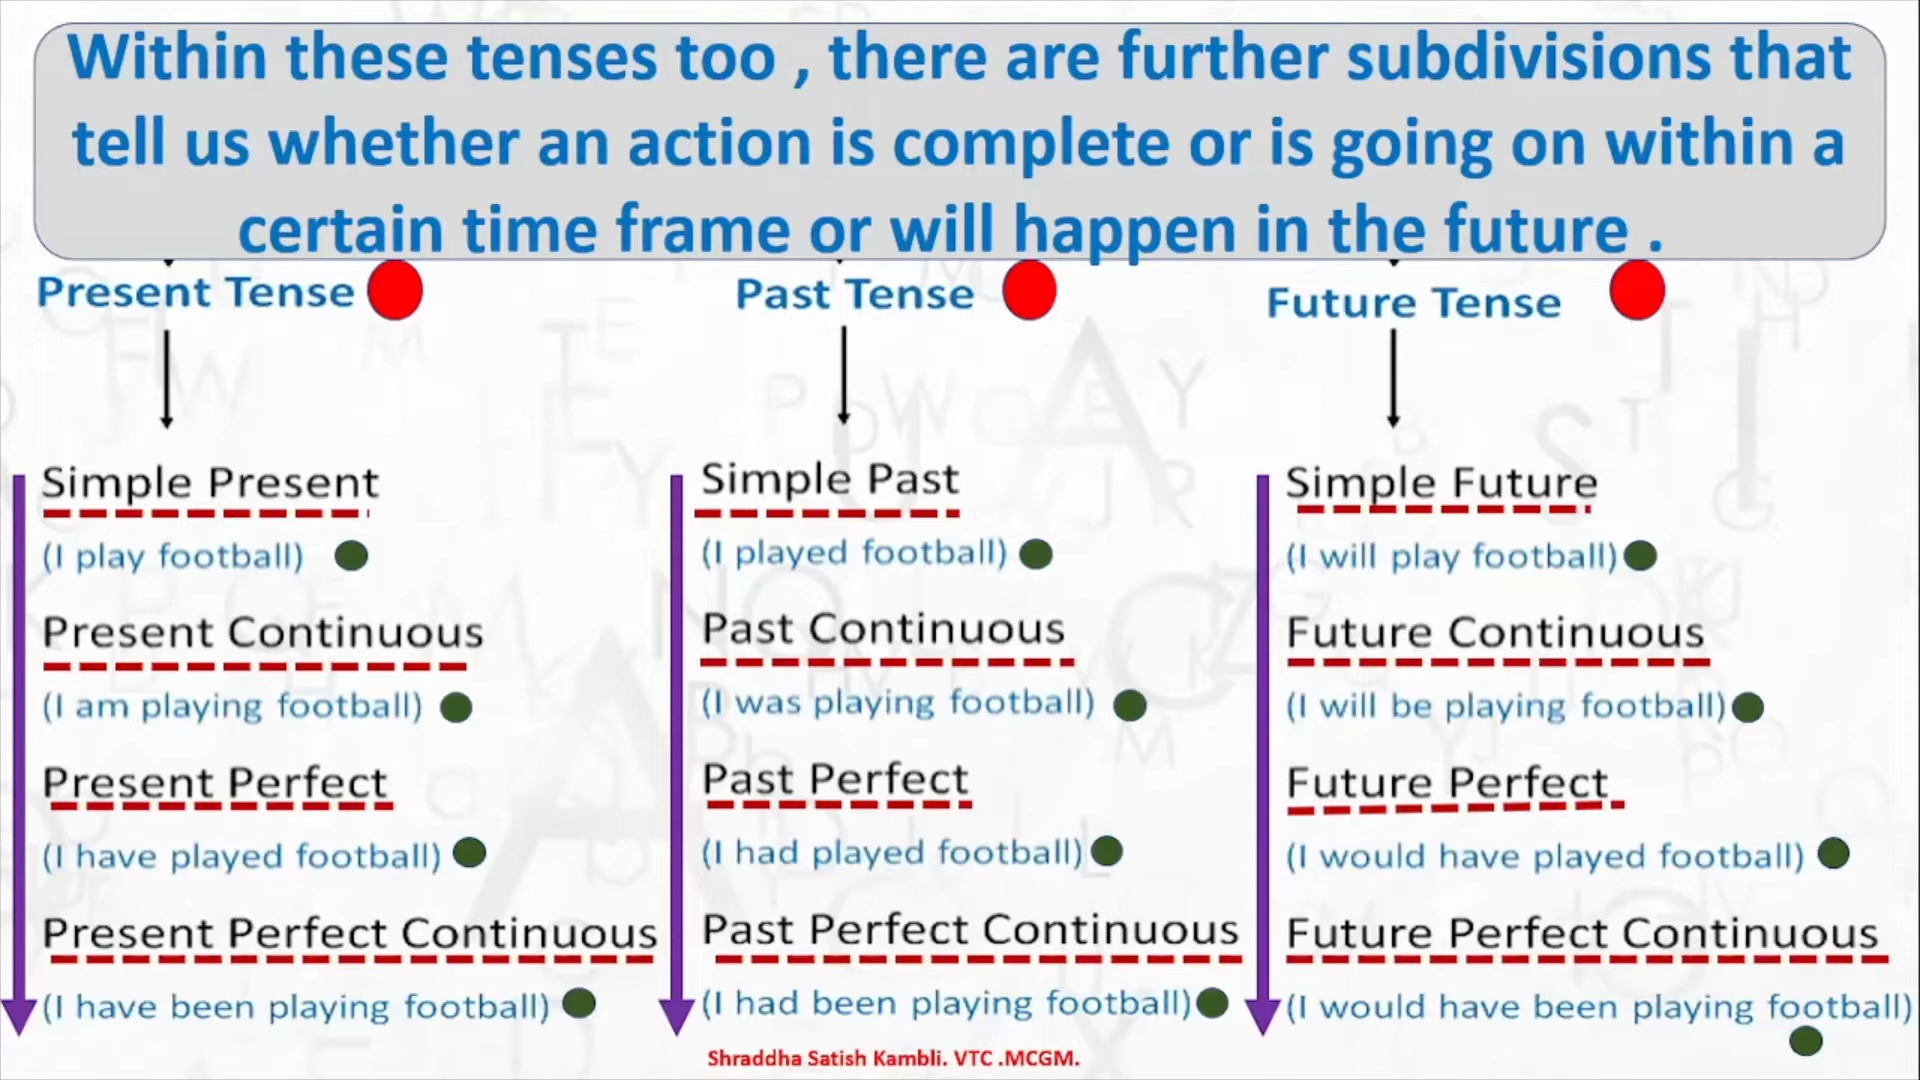 Within these tenses too , there are further subdivisions that
tell us whether an action is complete or is going on within a
certain time frame or will happen in the future .
Present Tense
Simple Present
(I play football)
Present Continuous
(I am playing football)
Present Perfect
(I have played football)
Present Perfect Continuous
(I have been playing football)
Past Tense
Simple Past
(I played football)
Past Continuous
(I was playing football)
Past Perfect
(I had played football)
Past Perfect Continuous
(I had been playing football)
Future Tense
Simple Future
(I will play football)
Future Continuous
(I will be playing football)
Future Perfect
(I would have played football)
Future Perfect Continuous
(I would have been playing football)
Shraddha Satish Kambli. VTC .MCGM.